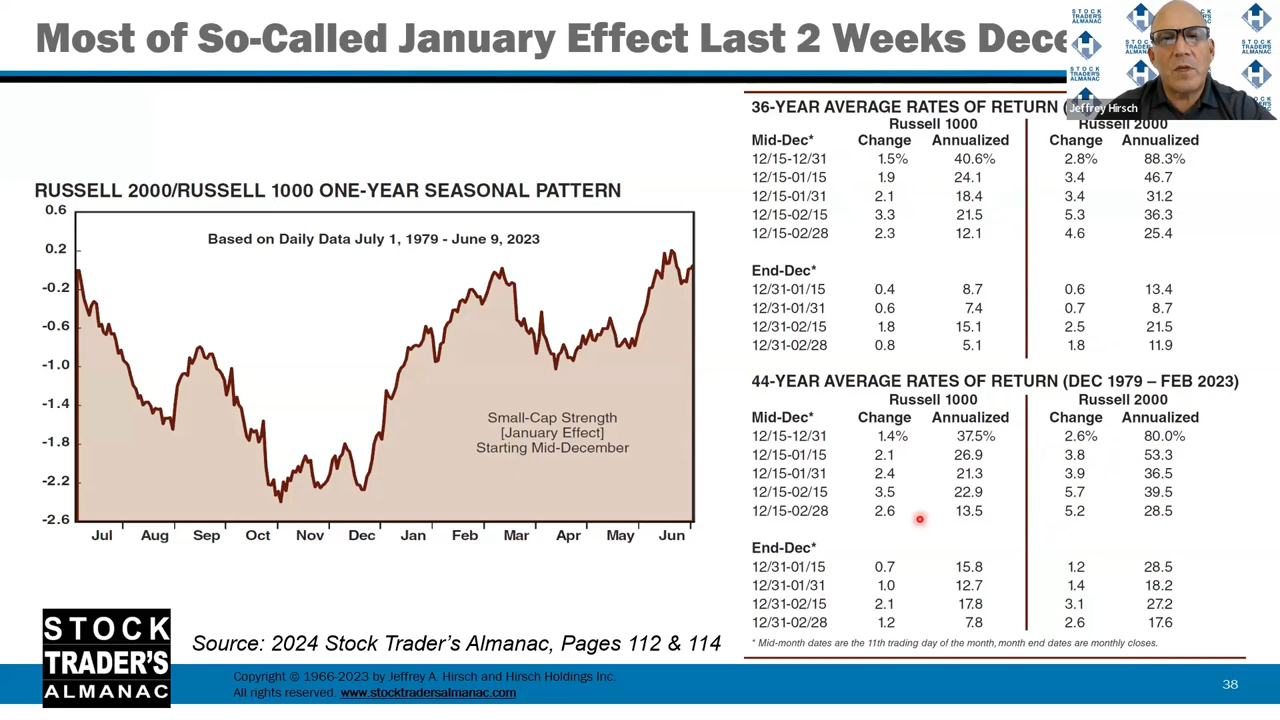 Most of So-Called January Effect Last 2 Weeks Dece
STOCK TRADER'S ALMANAC
Jeffrey Hirsch
RUSSELL 2000/RUSSELL 1000 ONE-YEAR SEASONAL PATTERN
Based on Daily Data July 1, 1979 - June 9, 2023
0.6
0.2
-0.2
-0.6
-1.0
-1.4
-1.8
-2.2
-2.6
Small-Cap Strength
[January Effect]
Starting Mid-December
Jul Aug Sep Oct Nov Dec Jan Feb Mar Apr May Jun
36-YEAR AVERAGE RATES OF RETURN (
Russell 1000 Russell 2000
Mid-Dec* Change Annualized Change Annualized
12/15-12/31 1.5% 40.6% 2.8% 88.3%
12/15-01/15 1.9 24.1 3.4 46.7
12/15-01/31 2.1 18.4 3.4 31.2
12/15-02/15 3.3 21.5 5.3 36.3
12/15-02/28 2.3 12.1 4.6 25.4
End-Dec*
12/31-01/15 0.4 8.7 0.6 13.4
12/31-01/31 0.6 7.4 0.7 8.7
12/31-02/15 1.8 15.1 2.5 21.5
12/31-02/28 0.8 5.1 1.8 11.9
44-YEAR AVERAGE RATES OF RETURN (DEC 1979 – FEB 2023)
Russell 1000 Russell 2000
Mid-Dec* Change Annualized Change Annualized
12/15-12/31 1.4% 37.5% 2.6% 80.0%
12/15-01/15 2.1 26.9 3.8 53.3
12/15-01/31 2.4 21.3 3.9 36.5
12/15-02/15 3.5 22.9 5.7 39.5
12/15-02/28 2.6 13.5 5.2 28.5
End-Dec*
12/31-01/15 0.7 15.8 1.2 28.5
12/31-01/31 1.0 12.7 1.4 18.2
12/31-02/15 2.1 17.8 3.1 27.2
12/31-02/28 1.2 7.8 2.6 17.6
* Mid-month dates are the 11th trading day of the month, month end dates are monthly closes.
STOCK
TRADER'S
ALMANAC
Source: 2024 Stock Trader's Almanac, Pages 112 & 114
Copyright © 1966-2023 by Jeffrey A. Hirsch and Hirsch Holdings Inc.
All rights reserved. www.stocktradersalmanac.com
38